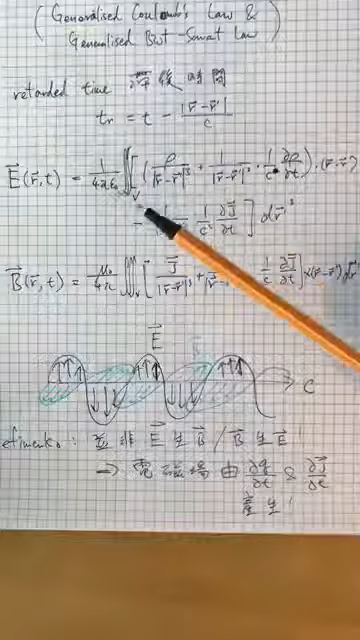 (Generalised Coulomb's Law &
Generalised Biot-Savart Law)
retarded time 滯後時間
tr = t - |r⃗-r⃗'|/c
E⃗(r⃗,t) = 1/4πε₀ ∭ᵥ[(ρ/|r⃗-r⃗'|³ + 1/|r⃗-r⃗'|² · 1/c ∂ρ/∂t)·(r⃗-r⃗')
- 1/c² ∂J⃗/∂t] dr⃗'³
B⃗(r⃗,t) = μ₀/4π ∭ᵥ[J⃗/|r⃗-r⃗'|³ + 1/c ∂J⃗/∂t]×(r⃗-r⃗')dr⃗'
E⃗
c
efimenko: 並非 E⃗ 生 B⃗ / B⃗ 生 E⃗!
→ 電磁場由 ∂q/∂t & ∂J⃗/∂t
產生!